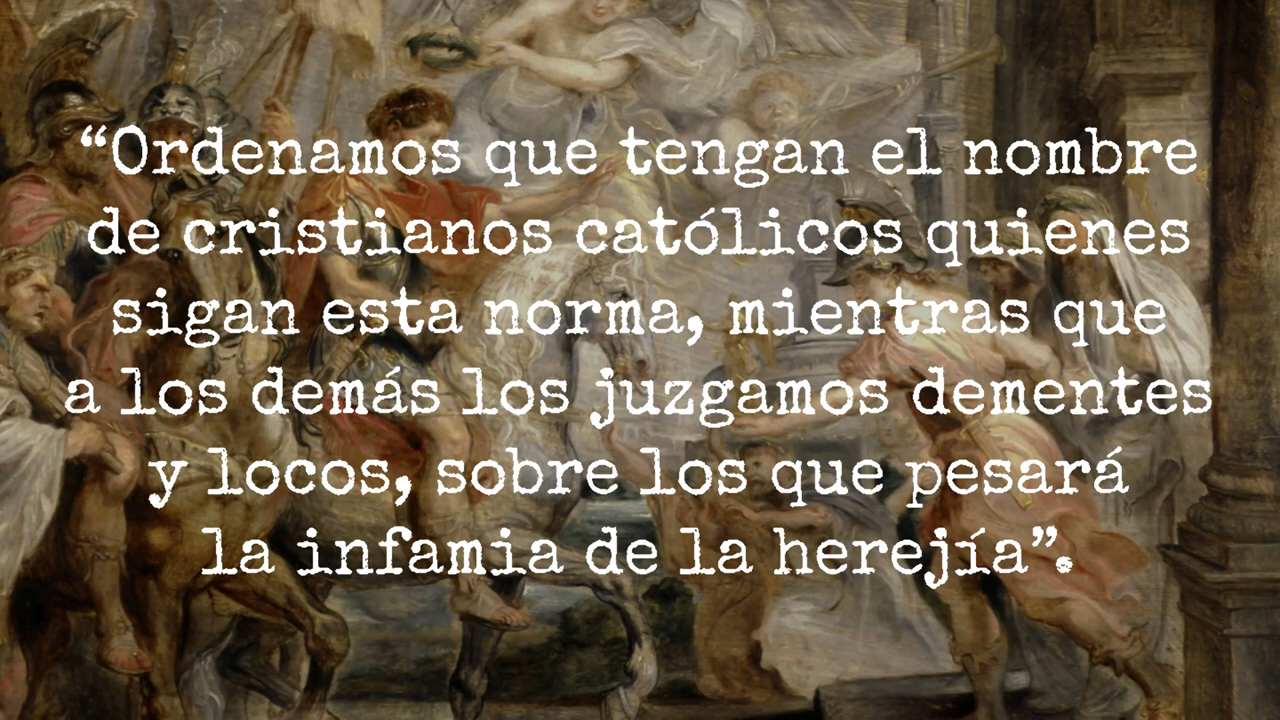 “Ordenamos que tengan el nombre
de cristianos católicos quienes
sigan esta norma, mientras que
a los demás los juzgamos dementes
y locos, sobre los que pesará
la infamia de la herejía”.